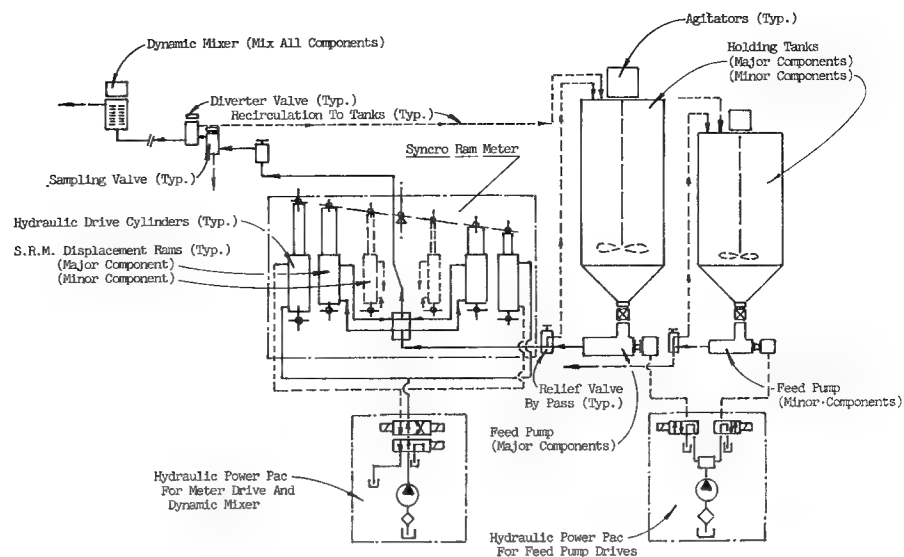 Agitators (Typ.)
Dynamic Mixer (Mix All Components)
Holding Tanks
(Major Components)
(Minor Components)
Diverter Valve (Typ.)
Recirculation To Tanks (Typ.)
Syncro Ram Meter
Sampling Valve (Typ.)
Hydraulic Drive Cylinders (Typ.)
S.R.M. Displacement Rams (Typ.)
(Major Component)
(Minor Component)
Relief Valve
By Pass (Typ.)
Feed Pump
(Minor Components)
Feed Pump
(Major Components)
Hydraulic Power Pac
For Meter Drive And
Dynamic Mixer
Hydraulic Power Pac
For Feed Pump Drives